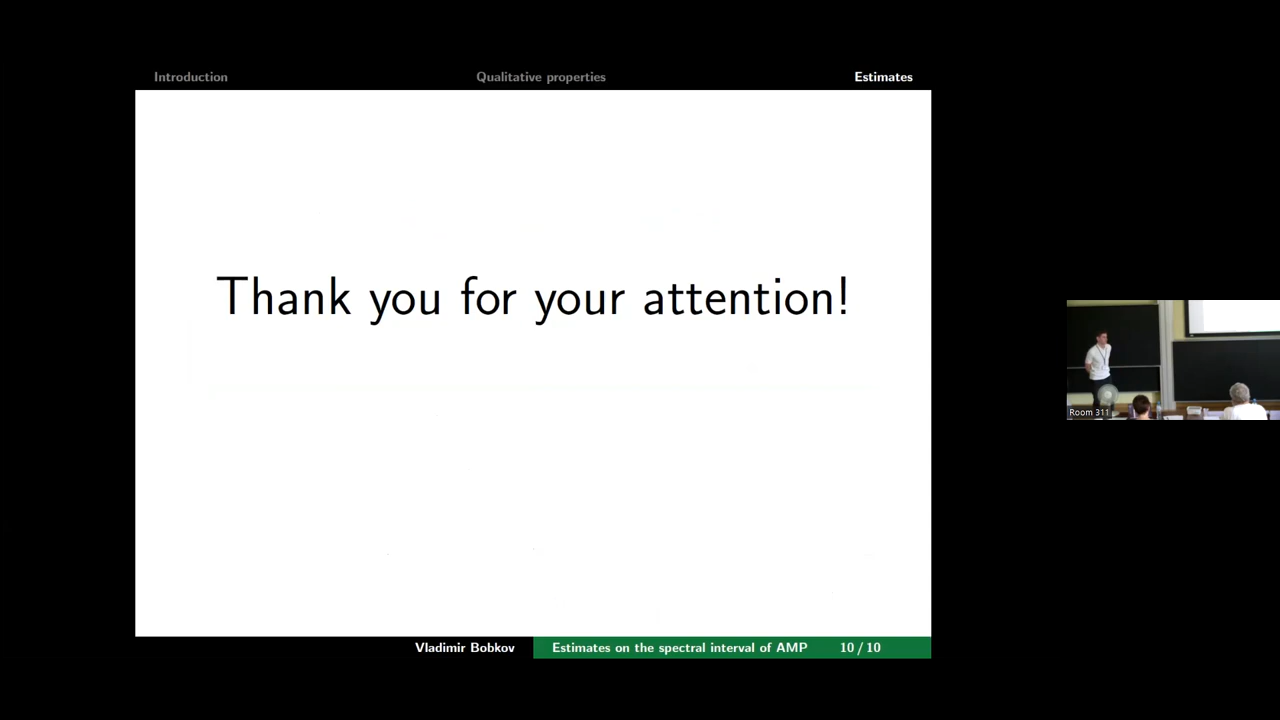 Introduction
Qualitative properties
Estimates
Thank you for your attention!
Room 311
Vladimir Bobkov
Estimates on the spectral interval of AMP
10 / 10